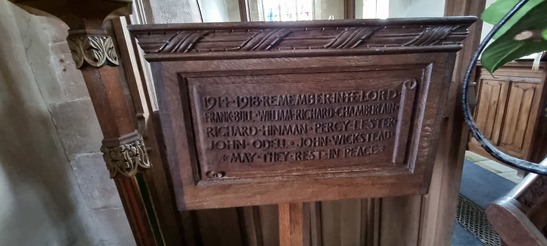 1914-1918·REMEMBER·IN·THE·LORD
FRANK·BULL·WILLIAM·RICHARD·CHAMBERLAIN·
RICHARD·HINMAN·PERCY·LESTER
JOHN·ODELL·JOHN·WICKSTEAD
·MAY·THEY·REST·IN·PEACE·